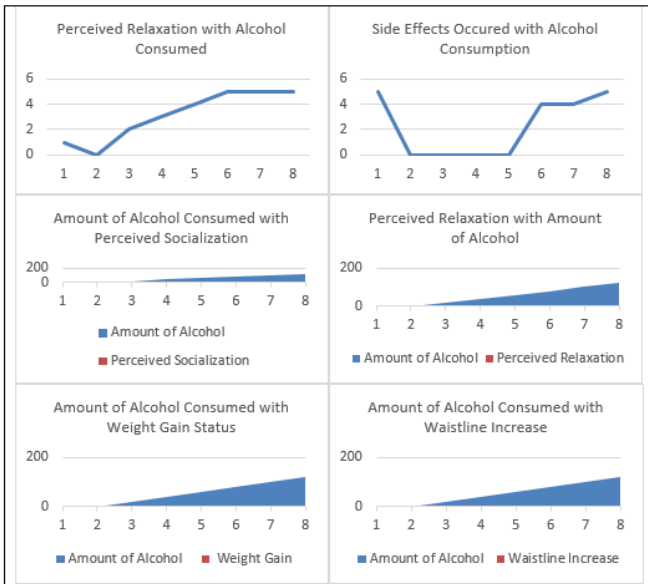 Perceived Relaxation with Alcohol
Consumed
6
4
2
0
1 2 3 4 5 6 7 8
Side Effects Occured with Alcohol
Consumption
6
4
2
0
1 2 3 4 5 6 7 8
Amount of Alcohol Consumed with
Perceived Socialization
200
0
1 2 3 4 5 6 7 8
Amount of Alcohol
Perceived Socialization
Perceived Relaxation with Amount
of Alcohol
200
0
1 2 3 4 5 6 7 8
Amount of Alcohol Perceived Relaxation
Amount of Alcohol Consumed with
Weight Gain Status
200
0
1 2 3 4 5 6 7 8
Amount of Alcohol Weight Gain
Amount of Alcohol Consumed with
Waistline Increase
200
0
1 2 3 4 5 6 7 8
Amount of Alcohol Waistline Increase